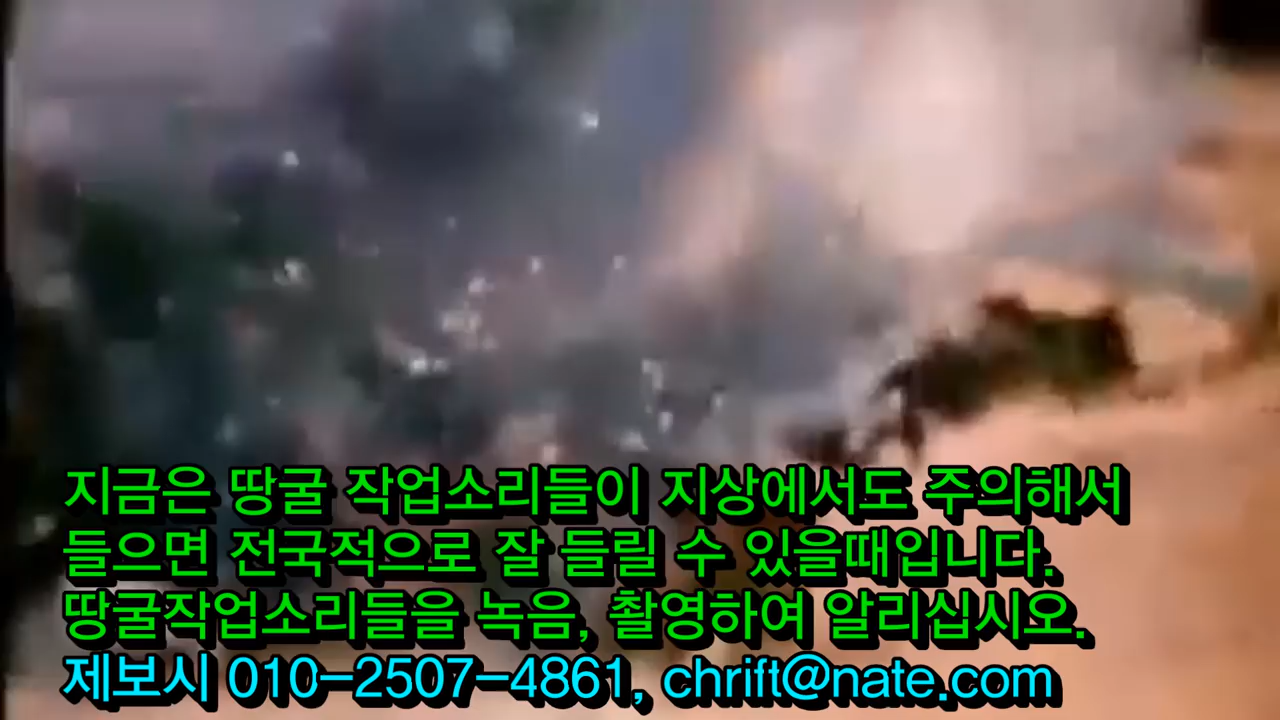 지금은 땅굴 작업소리들이 지상에서도 주의해서
들으면 전국적으로 잘 들릴 수 있을때입니다.
땅굴작업소리들을 녹음, 촬영하여 알리십시오.
제보시 010-2507-4861, chrift@nate.com